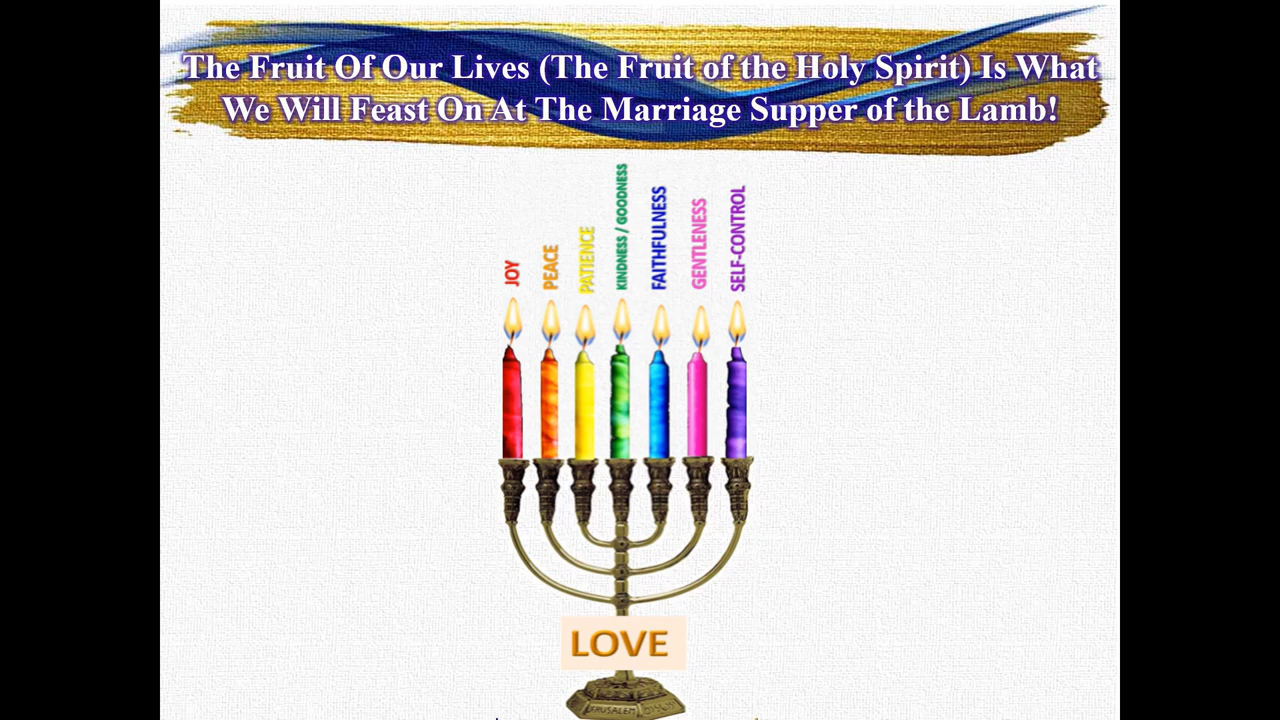 The Fruit Of Our Lives (The Fruit of the Holy Spirit) Is What
We Will Feast On At The Marriage Supper of the Lamb!
JOY
PEACE
PATIENCE
KINDNESS / GOODNESS
FAITHFULNESS
GENTLENESS
SELF-CONTROL
LOVE
JERUSALEM